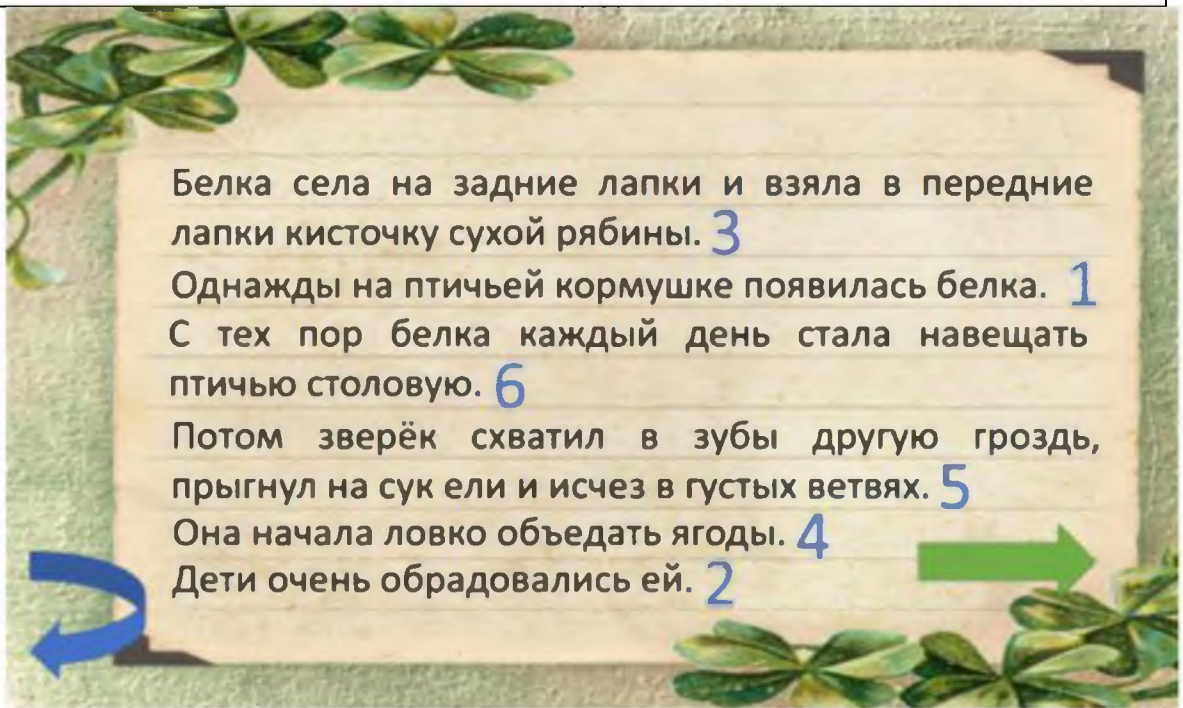 Белка села на задние лапки и взяла в передние
лапки кисточку сухой рябины. 3
Однажды на птичьей кормушке появилась белка. 1
С тех пор белка каждый день стала навещать
птичью столовую. 6
Потом зверёк схватил в зубы другую гроздь,
прыгнул на сук ели и исчез в густых ветвях. 5
Она начала ловко объедать ягоды. 4
Дети очень обрадовались ей. 2